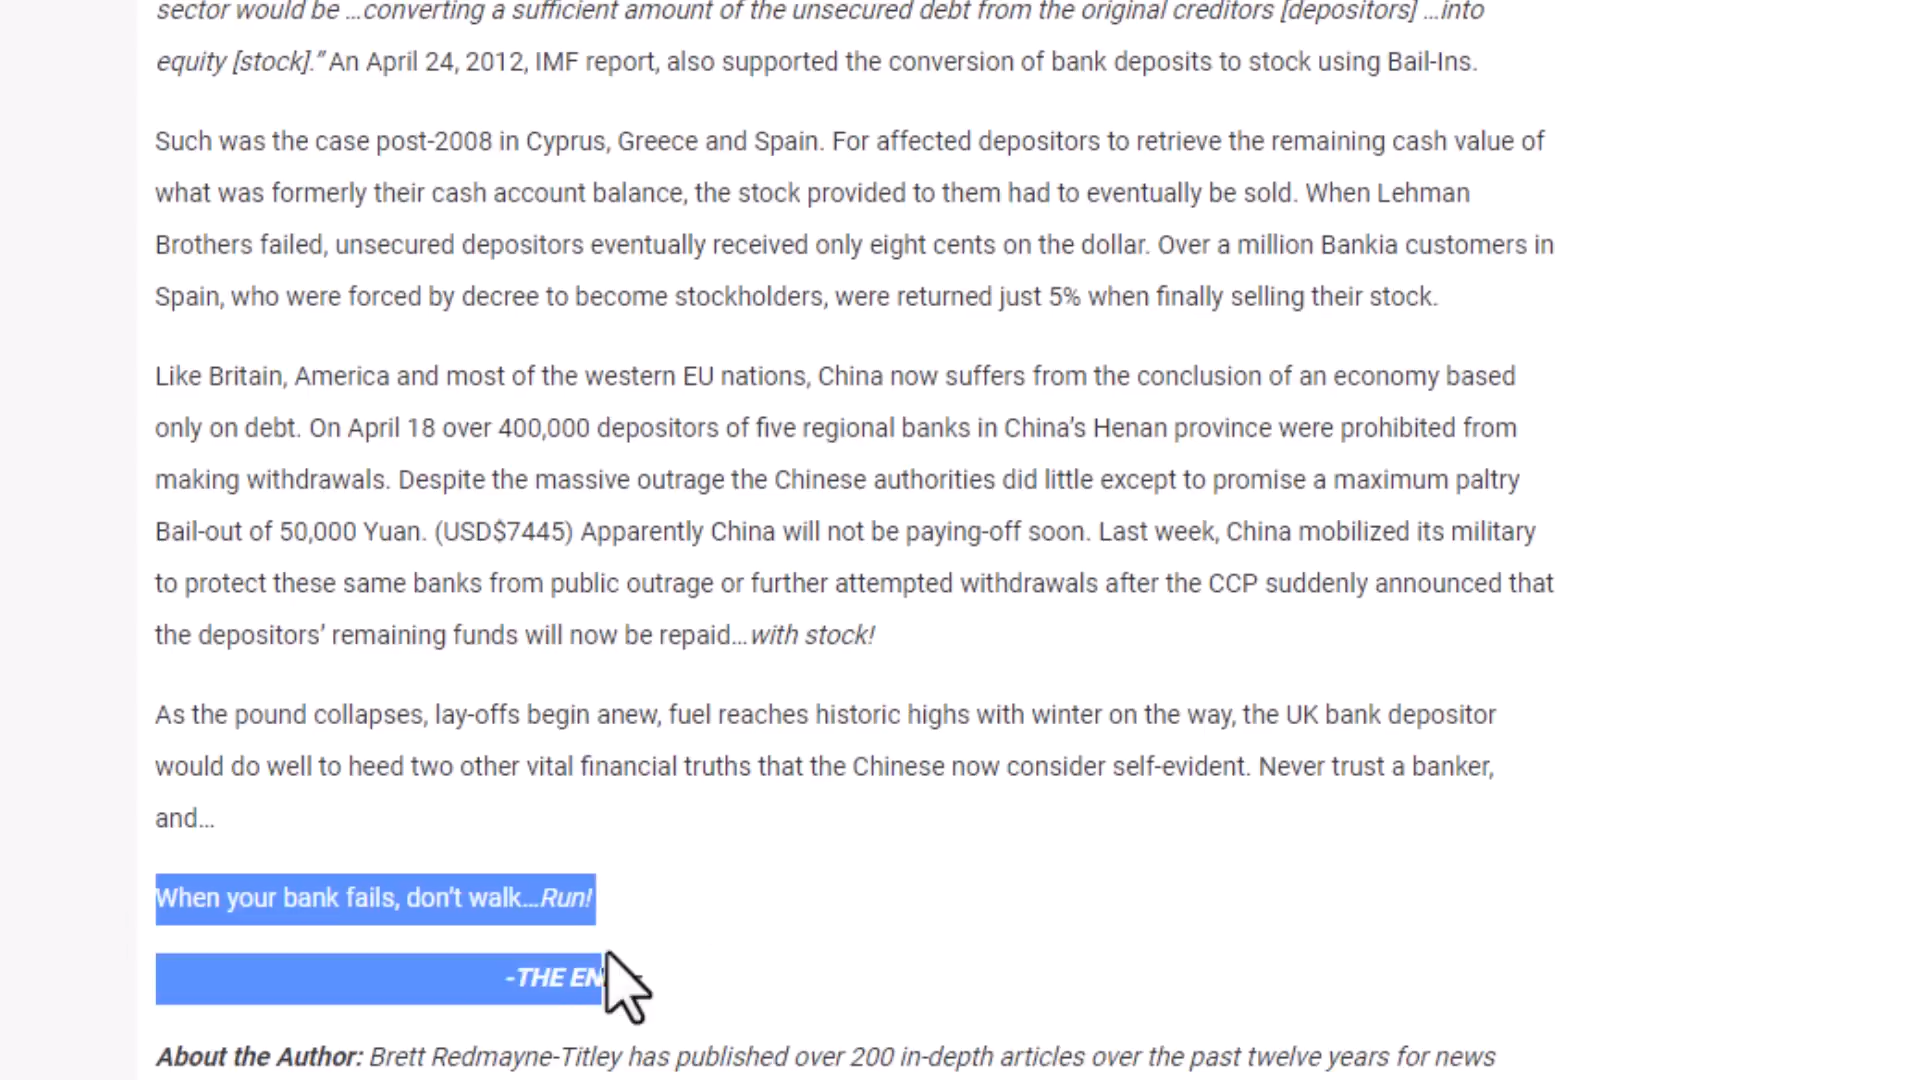 sector would be …converting a sufficient amount of the unsecured debt from the original creditors [depositors] …into
equity [stock].” An April 24, 2012, IMF report, also supported the conversion of bank deposits to stock using Bail-Ins.
Such was the case post-2008 in Cyprus, Greece and Spain. For affected depositors to retrieve the remaining cash value of
what was formerly their cash account balance, the stock provided to them had to eventually be sold. When Lehman
Brothers failed, unsecured depositors eventually received only eight cents on the dollar. Over a million Bankia customers in
Spain, who were forced by decree to become stockholders, were returned just 5% when finally selling their stock.
Like Britain, America and most of the western EU nations, China now suffers from the conclusion of an economy based
only on debt. On April 18 over 400,000 depositors of five regional banks in China’s Henan province were prohibited from
making withdrawals. Despite the massive outrage the Chinese authorities did little except to promise a maximum paltry
Bail-out of 50,000 Yuan. (USD$7445) Apparently China will not be paying-off soon. Last week, China mobilized its military
to protect these same banks from public outrage or further attempted withdrawals after the CCP suddenly announced that
the depositors’ remaining funds will now be repaid…with stock!
As the pound collapses, lay-offs begin anew, fuel reaches historic highs with winter on the way, the UK bank depositor
would do well to heed two other vital financial truths that the Chinese now consider self-evident. Never trust a banker,
and…
When your bank fails, don’t walk…Run!
-THE EN
About the Author: Brett Redmayne-Titley has published over 200 in-depth articles over the past twelve years for news